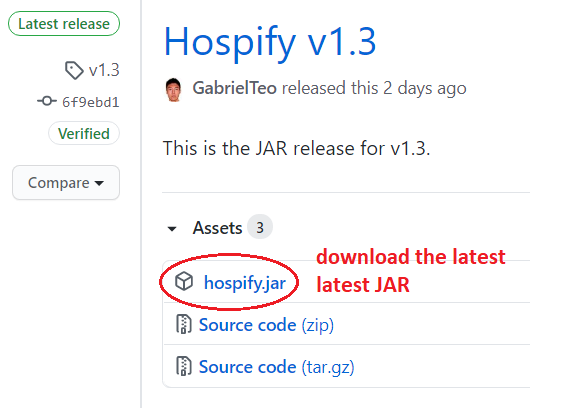 Latest release
v1.3
6f9ebd1
Verified
Compare
Hospify v1.3
GabrielTeo released this 2 days ago
This is the JAR release for v1.3.
Assets 3
hospify.jar
download the latest
latest JAR
Source code (zip)
Source code (tar.gz)